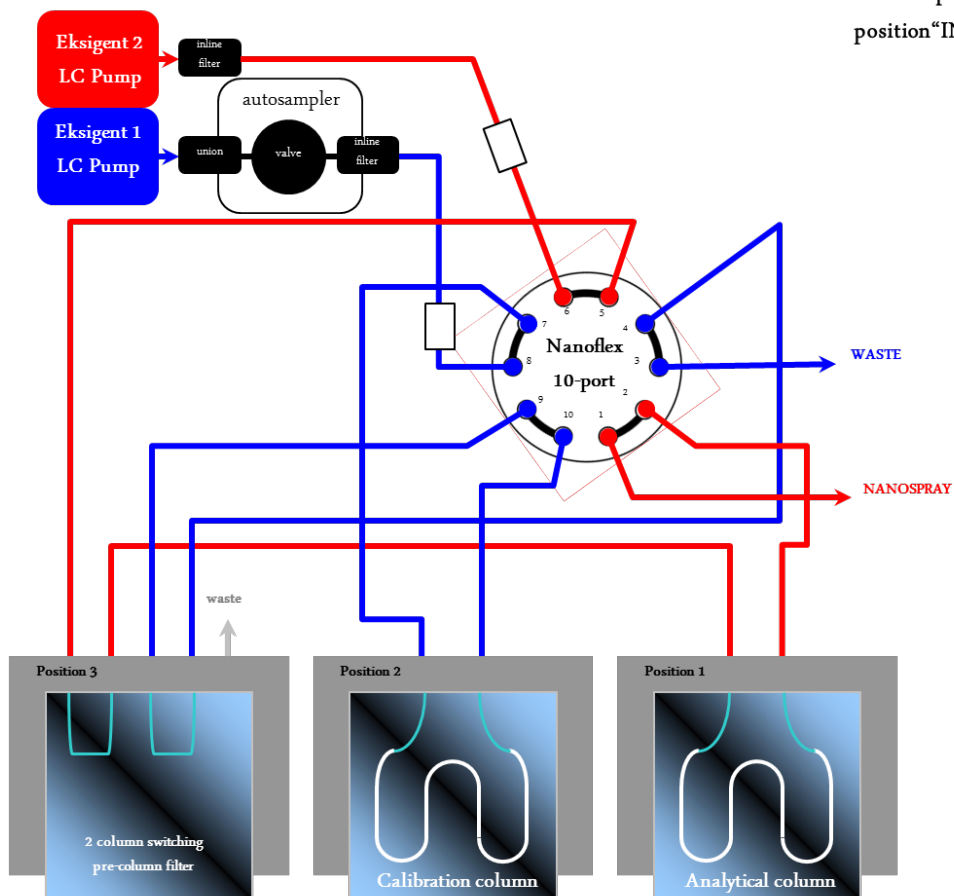 position“IN
Eksigent 2
LC Pump
inline
filter
autosampler
Eksigent 1
LC Pump
union
valve
inline
filter
6
5
7
4
Nanoflex
8
3
10-port
WASTE
9
2
10
1
NANOSPRAY
waste
Position 3
Position 2
Position 1
2 column switching
pre-column filter
Calibration column
Analytical column